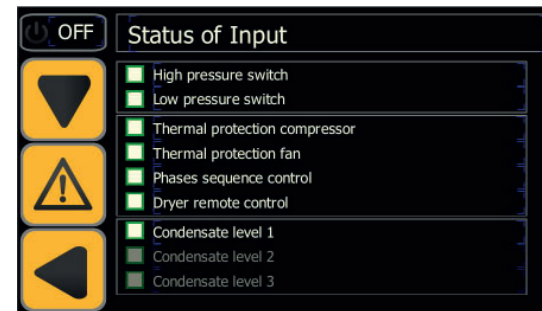 OFF
Status of Input
High pressure switch
Low pressure switch
Thermal protection compressor
Thermal protection fan
Phases sequence control
Dryer remote control
Condensate level 1
Condensate level 2
Condensate level 3